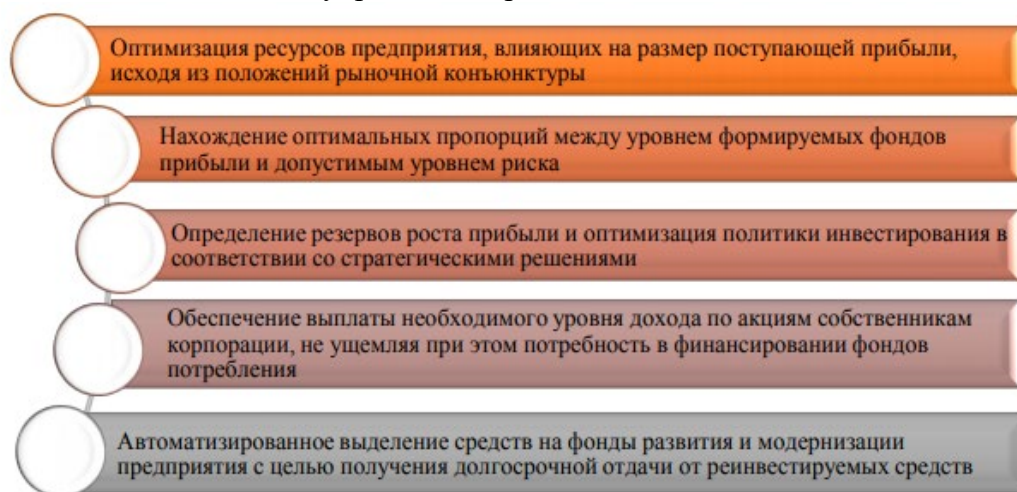 Оптимизация ресурсов предприятия, влияющих на размер поступающей прибыли,
исходя из положений рыночной конъюнктуры
Нахождение оптимальных пропорций между уровнем формируемых фондов
прибыли и допустимым уровнем риска
Определение резервов роста прибыли и оптимизация политики инвестирования в
соответствии со стратегическими решениями
Обеспечение выплаты необходимого уровня дохода по акциям собственникам
корпорации, не ущемляя при этом потребность в финансировании фондов
потребления
Автоматизированное выделение средств на фонды развития и модернизации
предприятия с целью получения долгосрочной отдачи от реинвестируемых средств